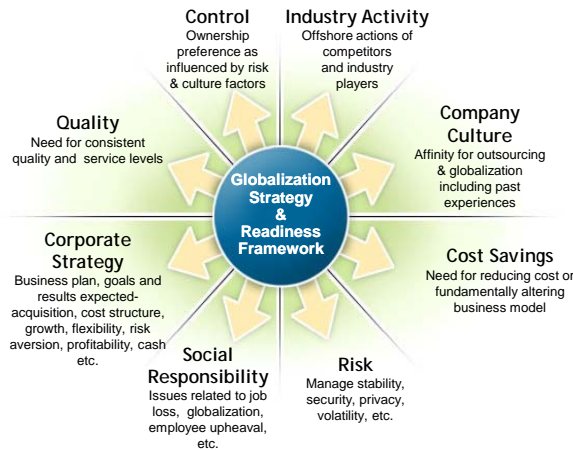 Control
Ownership
preference as
influenced by risk
& culture factors
Industry Activity
Offshore actions of
competitors
and industry
players
Quality
Need for consistent
quality and service levels
Company
Culture
Affinity for outsourcing
& globalization
including past
experiences
Globalization
Strategy
&
Readiness
Framework
Corporate
Strategy
Business plan, goals and
results expected-
acquisition, cost structure,
growth, flexibility, risk
aversion, profitability, cash
etc.
Cost Savings
Need for reducing cost or
fundamentally altering
business model
Social
Responsibility
Issues related to job
loss, globalization,
employee upheaval,
etc.
Risk
Manage stability,
security, privacy,
volatility, etc.